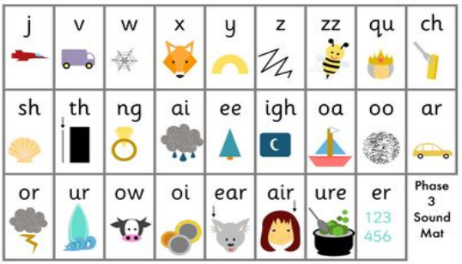 j v w x y z zz qu ch
sh th ng ai ee igh oa oo ar
or ur ow oi ear air ure er
123
456
Phase
3
Sound
Mat